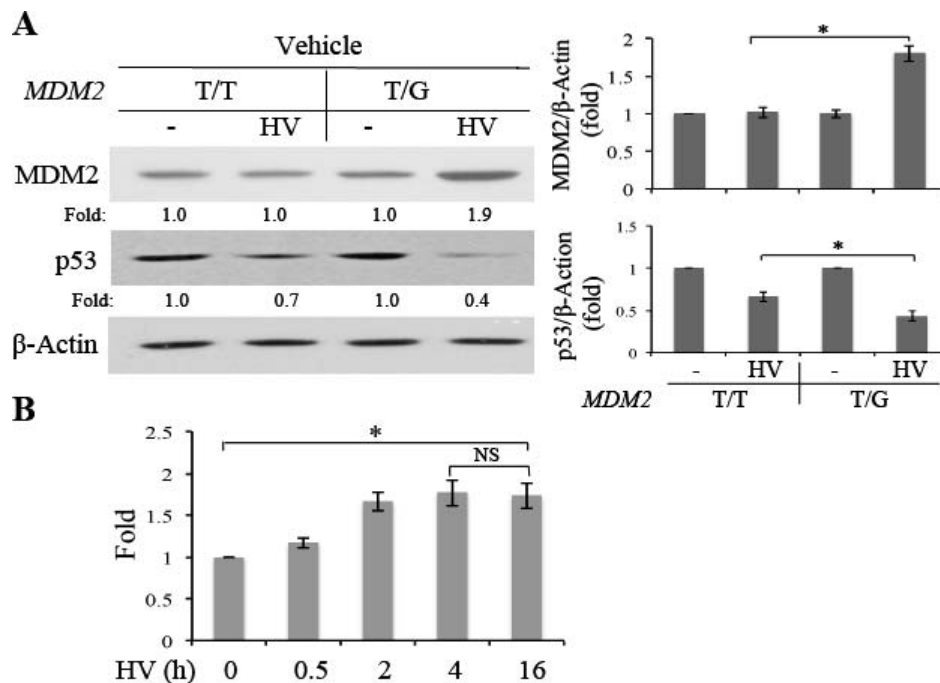 A
Vehicle
MDM2 T/T T/G
- HV - HV
MDM2
Fold: 1.0 1.0 1.0 1.9
p53
Fold: 1.0 0.7 1.0 0.4
β-Actin
MDM2/β-Actin
(fold)
2
1.5
1
0.5
0
*
p53/β-Action
(fold)
1.5
1
0.5
0
*
- HV - HV
MDM2 T/T T/G
B
Fold
2.5
2
1.5
1
0.5
0
*
NS
HV (h) 0 0.5 2 4 16